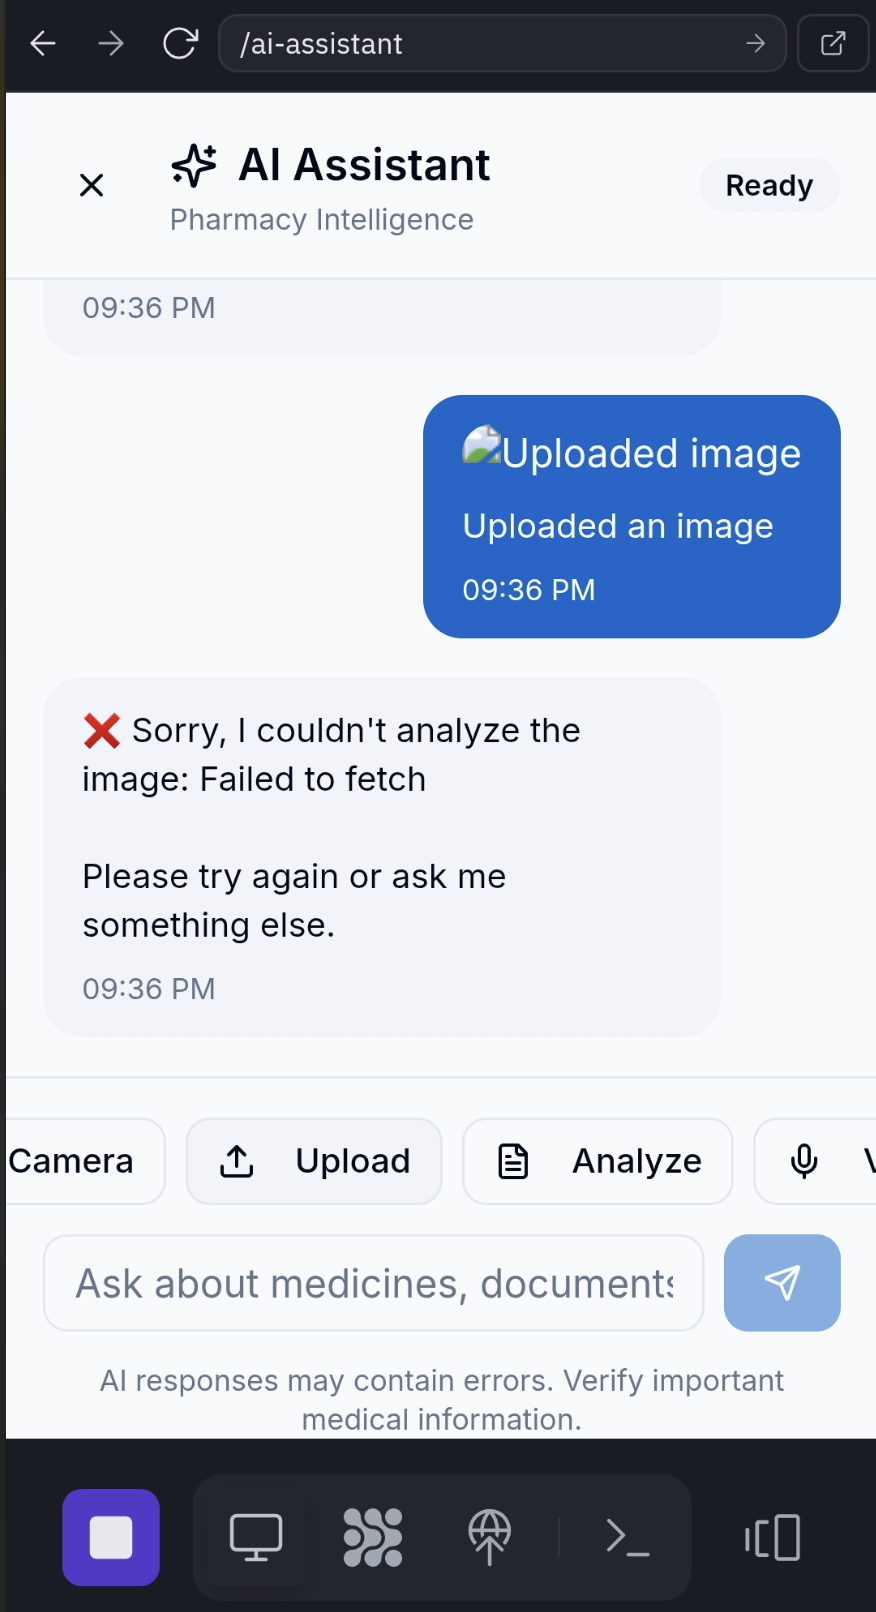 /ai-assistant
AI Assistant
Pharmacy Intelligence
Ready
09:36 PM
Uploaded image
Uploaded an image
09:36 PM
❌ Sorry, I couldn't analyze the
image: Failed to fetch
Please try again or ask me
something else.
09:36 PM
Camera
Upload
Analyze
Ask about medicines, documents
AI responses may contain errors. Verify important
medical information.